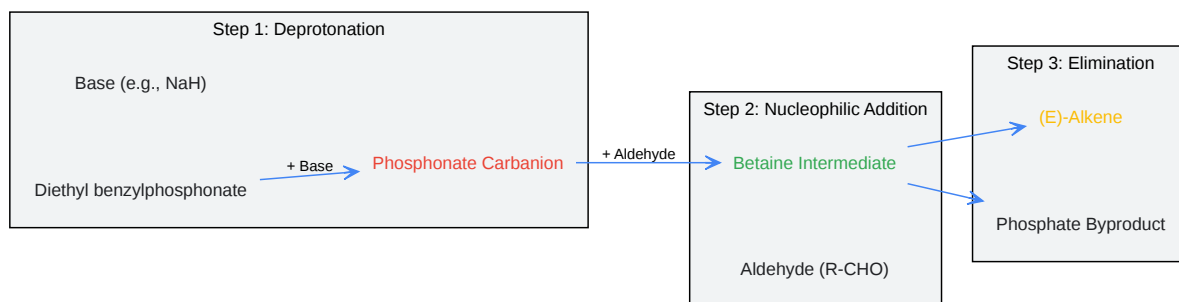 Step 1: Deprotonation
Base (e.g., NaH)
Diethyl benzylphosphonate
+ Base
Phosphonate Carbanion
+ Aldehyde
Step 2: Nucleophilic Addition
Betaine Intermediate
Aldehyde (R-CHO)
Step 3: Elimination
(E)-Alkene
Phosphate Byproduct